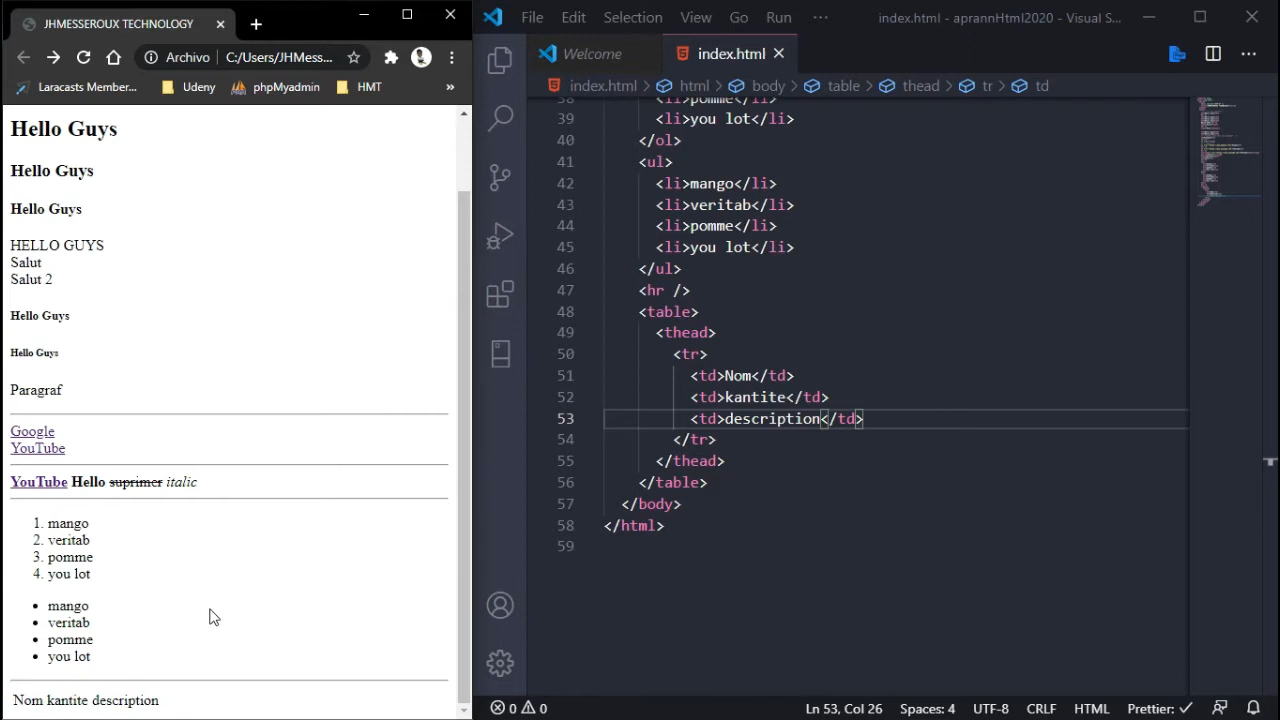 JHMESSEROUX TECHNOLOGY
Archivo
C:/Users/JHMess...
Laracasts Member...
Udeny
phpMyadmin
HMT
»
Hello Guys
Hello Guys
Hello Guys
HELLO GUYS
Salut
Salut 2
Hello Guys
Hello Guys
Paragraf
Google
YouTube
YouTube Hello suprimer italic
1. mango
2. veritab
3. pomme
4. you lot
• mango
• veritab
• pomme
• you lot
Nom kantite description
File Edit Selection View Go Run ··· index.html - aprannHtml2020 - Visual S...
Welcome index.html
index.html > html > body > table > thead > tr > td
38 <li>pomme</li>
39 <li>you lot</li>
40 </ol>
41 <ul>
42 <li>mango</li>
43 <li>veritab</li>
44 <li>pomme</li>
45 <li>you lot</li>
46 </ul>
47 <hr />
48 <table>
49 <thead>
50 <tr>
51 <td>Nom</td>
52 <td>kantite</td>
53 <td>description</td>
54 </tr>
55 </thead>
56 </table>
57 </body>
58 </html>
59
0 0 Ln 53, Col 26 Spaces: 4 UTF-8 CRLF HTML Prettier: ✓